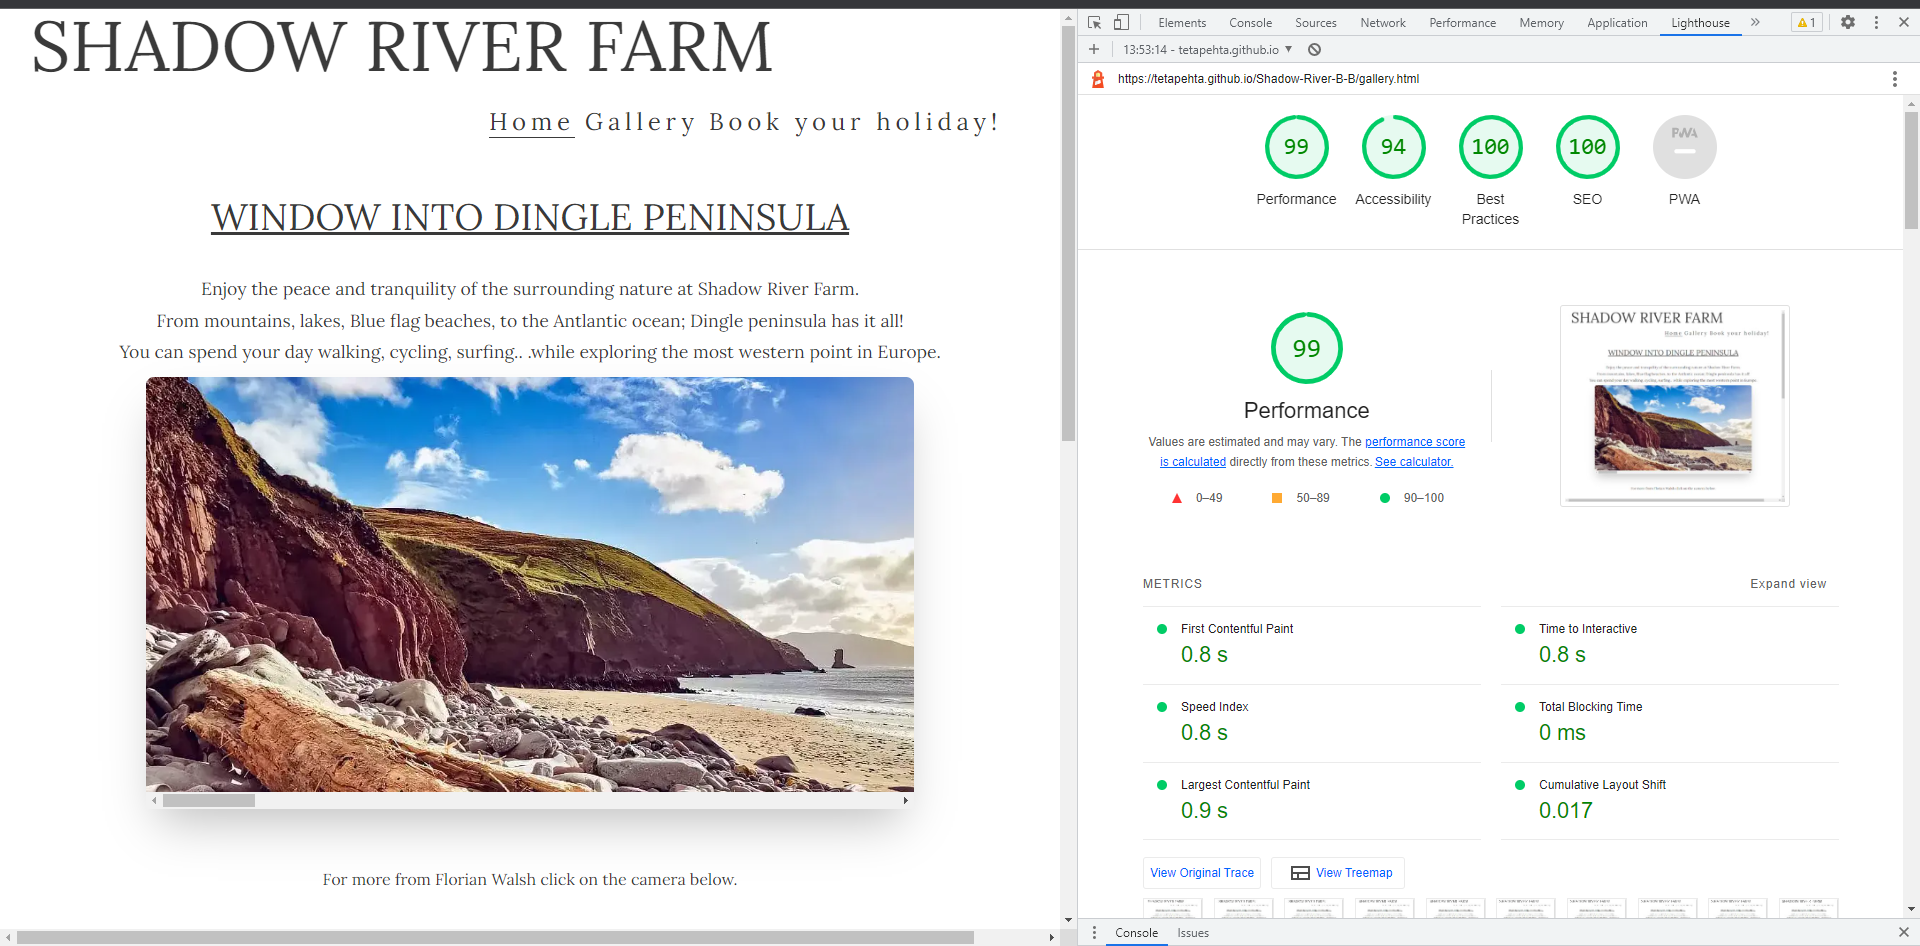 SHADOW RIVER FARM
Home Gallery Book your holiday!
WINDOW INTO DINGLE PENINSULA
Enjoy the peace and tranquility of the surrounding nature at Shadow River Farm.
From mountains, lakes, Blue flag beaches, to the Antlantic ocean; Dingle peninsula has it all!
You can spend your day walking, cycling, surfing.. .while exploring the most western point in Europe.
For more from Florian Walsh click on the camera below.
Elements Console Sources Network Performance Memory Application Lighthouse » 1
13:53:14 - tetapehta.github.io
https://tetapehta.github.io/Shadow-River-B-B/gallery.html
99 94 100 100 PWA
Performance Accessibility Best Practices SEO PWA
99
Performance
Values are estimated and may vary. The performance score
is calculated directly from these metrics. See calculator.
0–49 50–89 90–100
SHADOW RIVER FARM
Home Gallery Book your holiday!
WINDOW INTO DINGLE PENINSULA
METRICS
Expand view
First Contentful Paint
0.8 s
Time to Interactive
0.8 s
Speed Index
0.8 s
Total Blocking Time
0 ms
Largest Contentful Paint
0.9 s
Cumulative Layout Shift
0.017
View Original Trace View Treemap
Console Issues